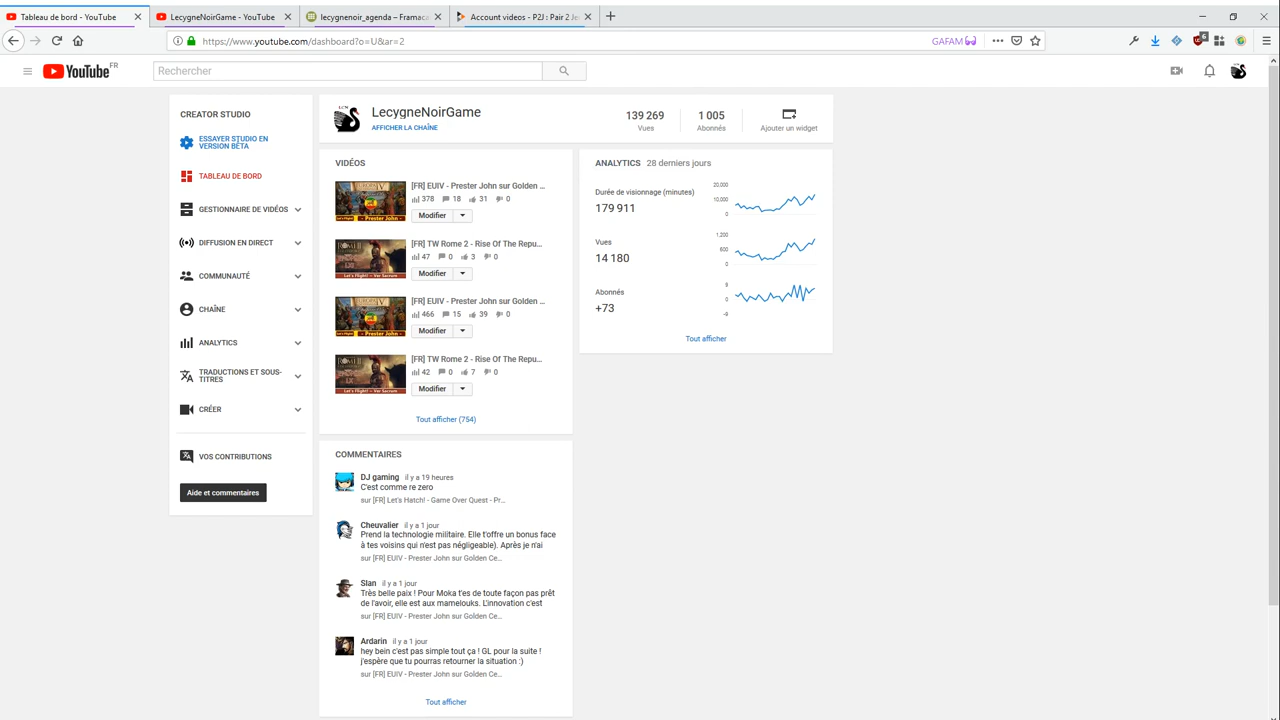 Tableau de bord - YouTube
LecygneNoirGame - YouTube
lecygnenoir_agenda – Framaca
Account videos - P2J : Pair 2 Je
https://www.youtube.com/dashboard?o=U&ar=2
GAFAM
6
YouTube FR
Rechercher
CREATOR STUDIO
ESSAYER STUDIO EN
VERSION BÊTA
TABLEAU DE BORD
GESTIONNAIRE DE VIDÉOS
DIFFUSION EN DIRECT
COMMUNAUTÉ
CHAÎNE
ANALYTICS
TRADUCTIONS ET SOUS-
TITRES
CRÉER
VOS CONTRIBUTIONS
Aide et commentaires
LCN
LecygneNoirGame
AFFICHER LA CHAÎNE
139 269
Vues
1 005
Abonnés
Ajouter un widget
VIDÉOS
[FR] EUIV - Prester John sur Golden ...
378 18 31 0
Modifier
[FR] TW Rome 2 - Rise Of The Repu...
47 0 3 0
Modifier
[FR] EUIV - Prester John sur Golden ...
466 15 39 0
Modifier
[FR] TW Rome 2 - Rise Of The Repu...
42 0 7 0
Modifier
Tout afficher (754)
ANALYTICS 28 derniers jours
Durée de visionnage (minutes)
179 911
20,000
10,000
0
Vues
14 180
1,200
600
0
Abonnés
+73
8
0
-8
Tout afficher
COMMENTAIRES
DJ gaming il y a 19 heures
C'est comme re zero
sur [FR] Let's Hatch! - Game Over Quest - Pr...
Cheuvalier il y a 1 jour
Prend la technologie militaire. Elle t'offre un bonus face
à tes voisins qui n'est pas négligeable). Après je n'ai
sur [FR] EUIV - Prester John sur Golden Ce...
Slan il y a 1 jour
Très belle paix ! Pour Moka t'es de toute façon pas prêt
de l'avoir, elle est aux mamelouks. L'innovation c'est
sur [FR] EUIV - Prester John sur Golden Ce...
Ardarin il y a 1 jour
hey bein c'est pas simple tout ça ! GL pour la suite !
j'espère que tu pourras retourner la situation :)
sur [FR] EUIV - Prester John sur Golden Ce...
Tout afficher